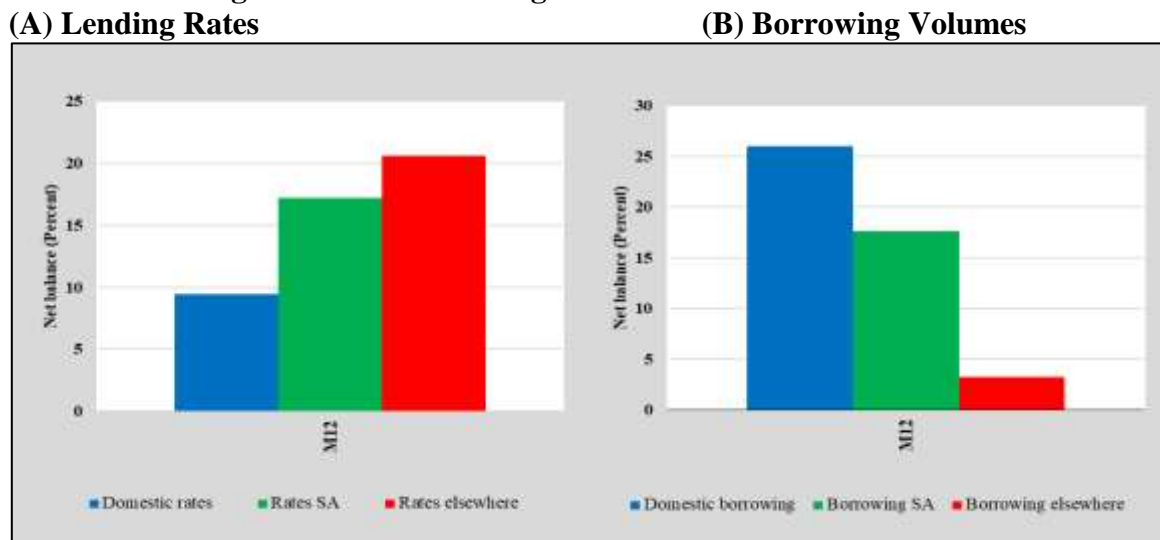 (A) Lending Rates
(B) Borrowing Volumes
Net balance (Percent)
25
20
15
10
5
0
M12
Domestic rates Rates SA Rates elsewhere
Net balance (Percent)
30
25
20
15
10
5
0
M12
Domestic borrowing Borrowing SA Borrowing elsewhere